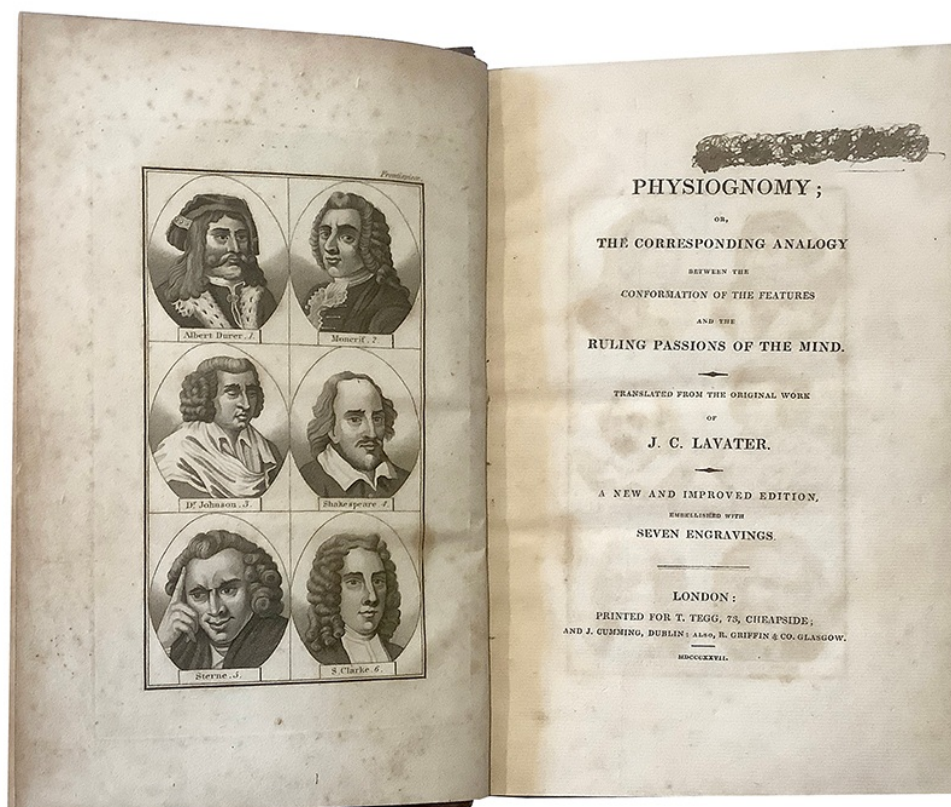 Frontispiece.
Albert Durer. 1.
Moncrif. 2.
Dr Johnson. 3.
Shakespeare. 4.
Sterne. 5.
S. Clarke. 6.
PHYSIOGNOMY;
OR,
THE CORRESPONDING ANALOGY
BETWEEN THE
CONFORMATION OF THE FEATURES
AND THE
RULING PASSIONS OF THE MIND.
TRANSLATED FROM THE ORIGINAL WORK
OF
J. C. LAVATER.
A NEW AND IMPROVED EDITION,
EMBELLISHED WITH
SEVEN ENGRAVINGS.
LONDON:
PRINTED FOR T. TEGG, 73, CHEAPSIDE;
AND J. CUMMING, DUBLIN: ALSO, R. GRIFFIN & CO. GLASGOW.
MDCCCXXVII.